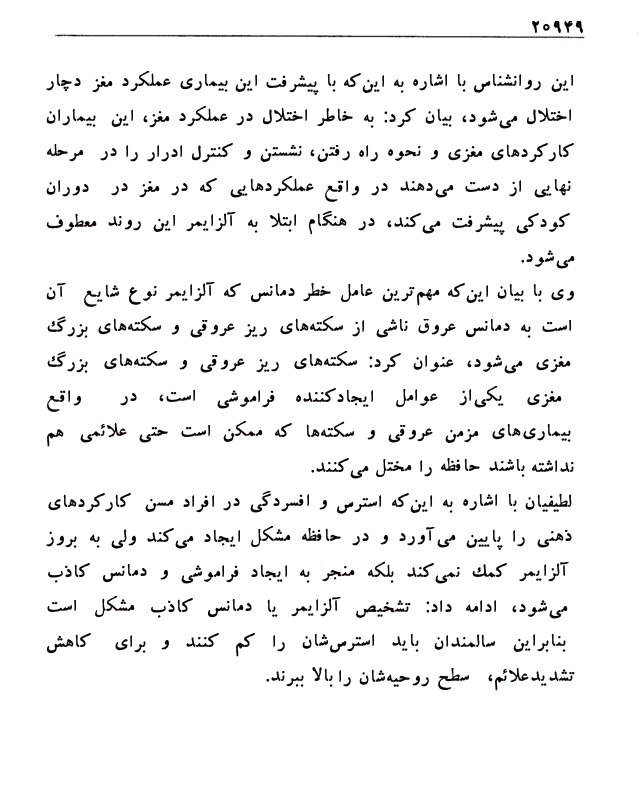 ۲۰۹۴۹
این روانشناس با اشاره به این‌که با پیشرفت این بیماری عملکرد مغز دچار
اختلال می‌شود، بیان کرد: به خاطر اختلال در عملکرد مغز، این بیماران
کارکردهای مغزی و نحوه راه رفتن، نشستن و کنترل ادرار را در مرحله
نهایی از دست می‌دهند در واقع عملکردهایی که در مغز در دوران
کودکی پیشرفت می‌کند، در هنگام ابتلا به آلزایمر این روند معطوف
می‌شود.
وی با بیان این‌که مهم‌ترین عامل خطر دمانس که آلزایمر نوع شایع آن
است به دمانس عروق ناشی از سکته‌های ریز عروقی و سکته‌های بزرگ
مغزی می‌شود، عنوان کرد: سکته‌های ریز عروقی و سکته‌های بزرگ
مغزی یکی‌از عوامل ایجادکننده فراموشی است، در واقع
بیماری‌های مزمن عروقی و سکته‌ها که ممکن است حتی علائمی هم
نداشته باشند حافظه را مختل می‌کنند.
لطیفیان با اشاره به این‌که استرس و افسردگی در افراد مسن کارکردهای
ذهنی را پایین می‌آورد و در حافظه مشکل ایجاد می‌کند ولی به بروز
آلزایمر کمك نمی‌کند بلکه منجر به ایجاد فراموشی و دمانس کاذب
می‌شود، ادامه داد: تشخیص آلزایمر یا دمانس کاذب مشکل است
بنابراین سالمندان باید استرس‌شان را کم کنند و برای کاهش
تشدیدعلائم، سطح روحیه‌شان را بالا ببرند.